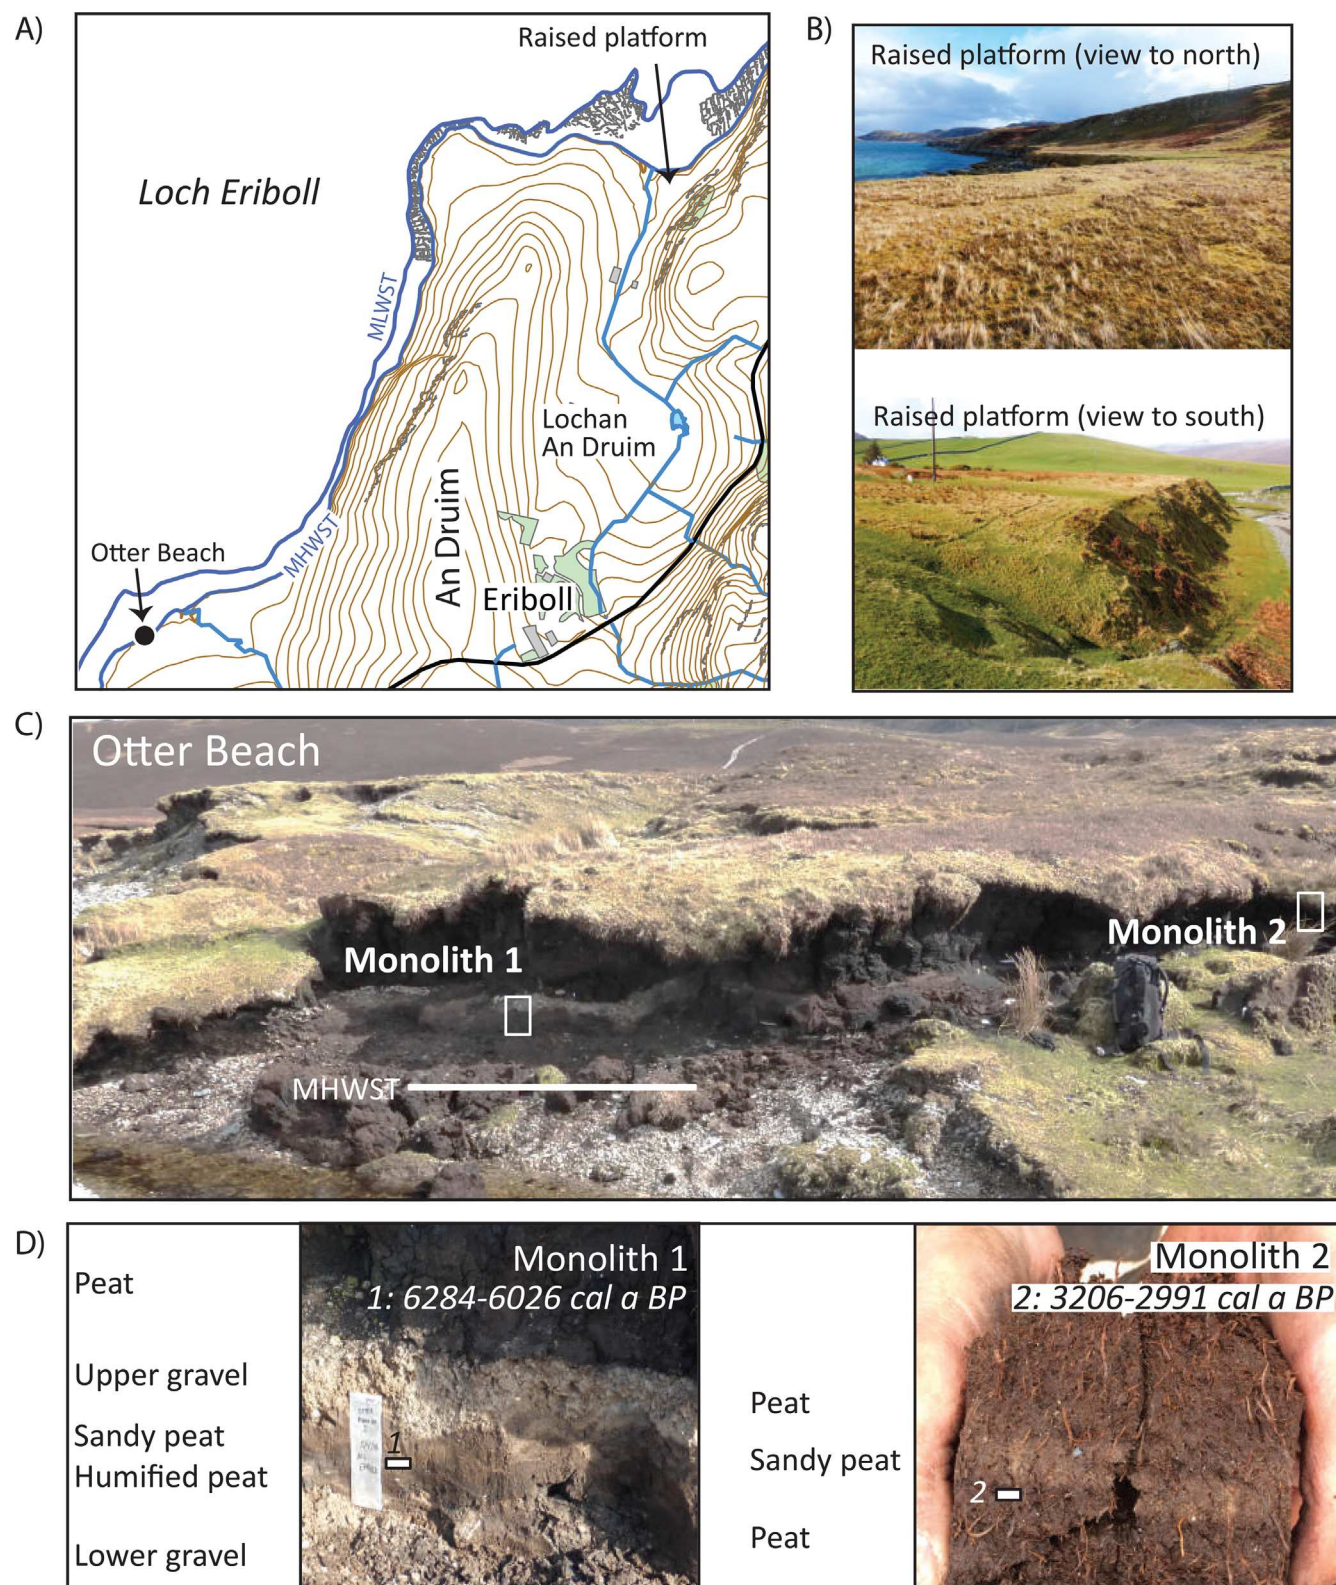 A)
Raised platform
Loch Eriboll
MLWST
Lochan
An Druim
An Druim
MHWST
Otter Beach
Eriboll
B)
Raised platform (view to north)
Raised platform (view to south)
C)
Otter Beach
Monolith 1
Monolith 2
MHWST
D)
Peat
Upper gravel
Sandy peat
Humified peat
Lower gravel
Monolith 1
1: 6284-6026 cal a BP
1
Peat
Sandy peat
Peat
Monolith 2
2: 3206-2991 cal a BP
2